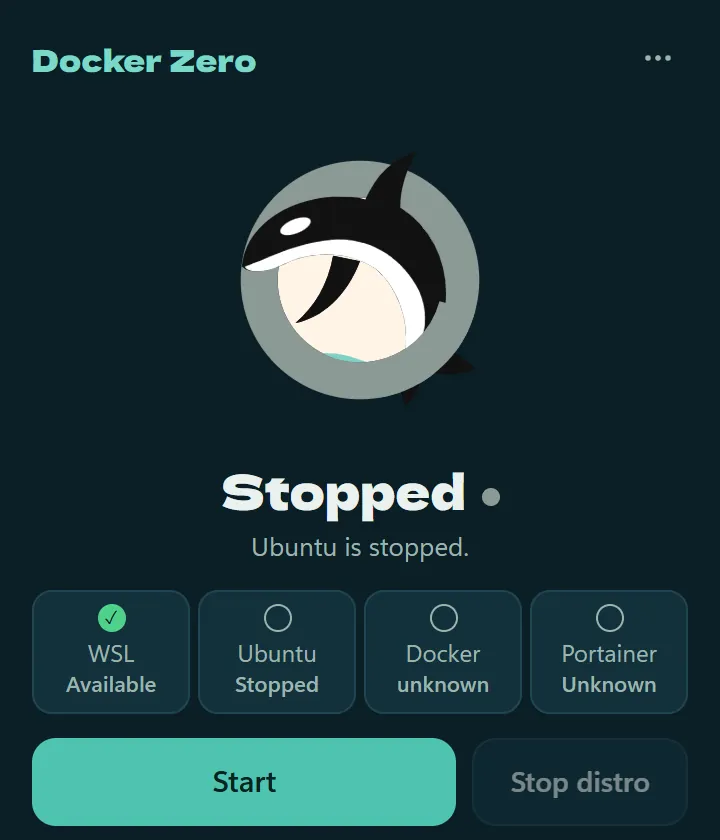 Docker Zero
Stopped
Ubuntu is stopped.
WSL
Available
Ubuntu
Stopped
Docker
unknown
Portainer
Unknown
Start
Stop distro